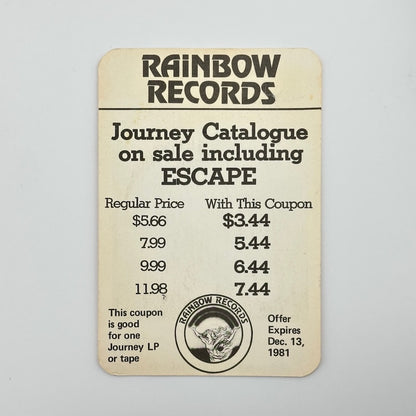 RAINBOW
RECORDS
Journey Catalogue
on sale including
ESCAPE
Regular Price With This Coupon
$5.66 $3.44
7.99 5.44
9.99 6.44
11.98 7.44
This coupon
is good
for one
Journey LP
or tape
RAINBOW RECORDS
Offer
Expires
Dec. 13,
1981